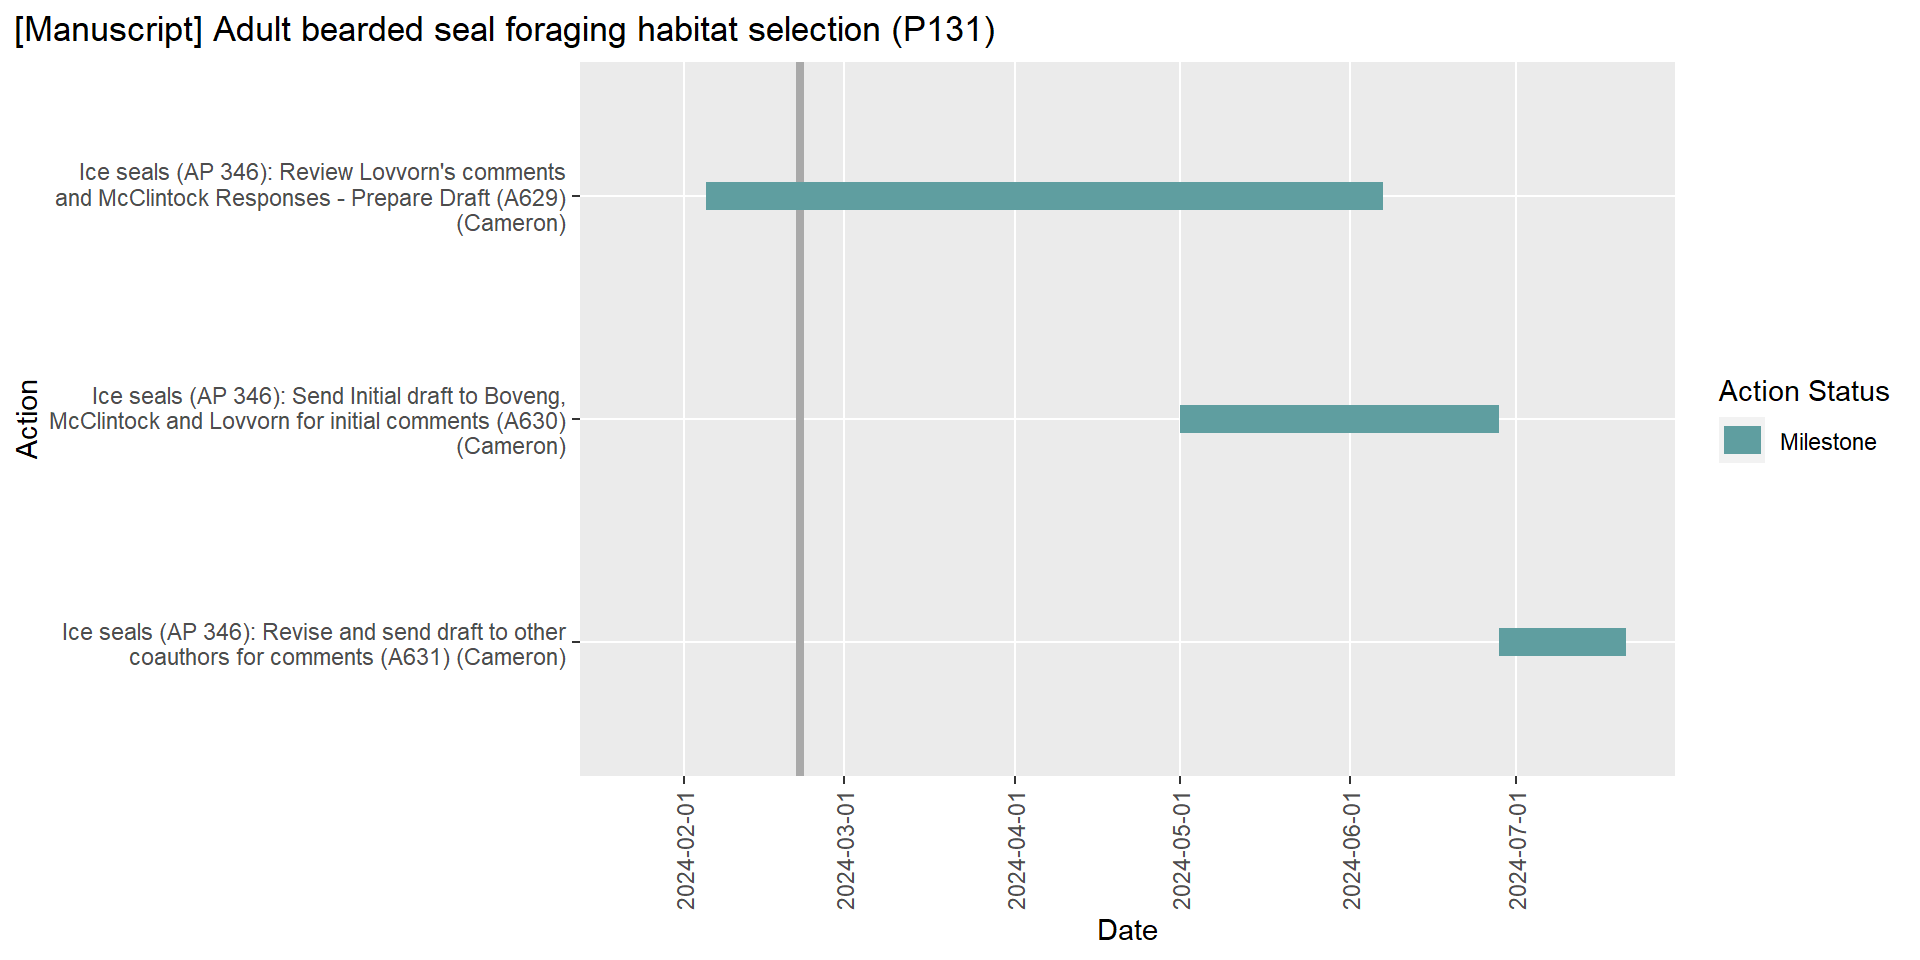 [Manuscript] Adult bearded seal foraging habitat selection (P131)
Ice seals (AP 346): Review Lovvorn's comments
and McClintock Responses - Prepare Draft (A629)
(Cameron)
Ice seals (AP 346): Send Initial draft to Boveng,
McClintock and Lovvorn for initial comments (A630)
(Cameron)
Ice seals (AP 346): Revise and send draft to other
coauthors for comments (A631) (Cameron)
Action
2024-02-01
2024-03-01
2024-04-01
2024-05-01
2024-06-01
2024-07-01
Date
Action Status
Milestone